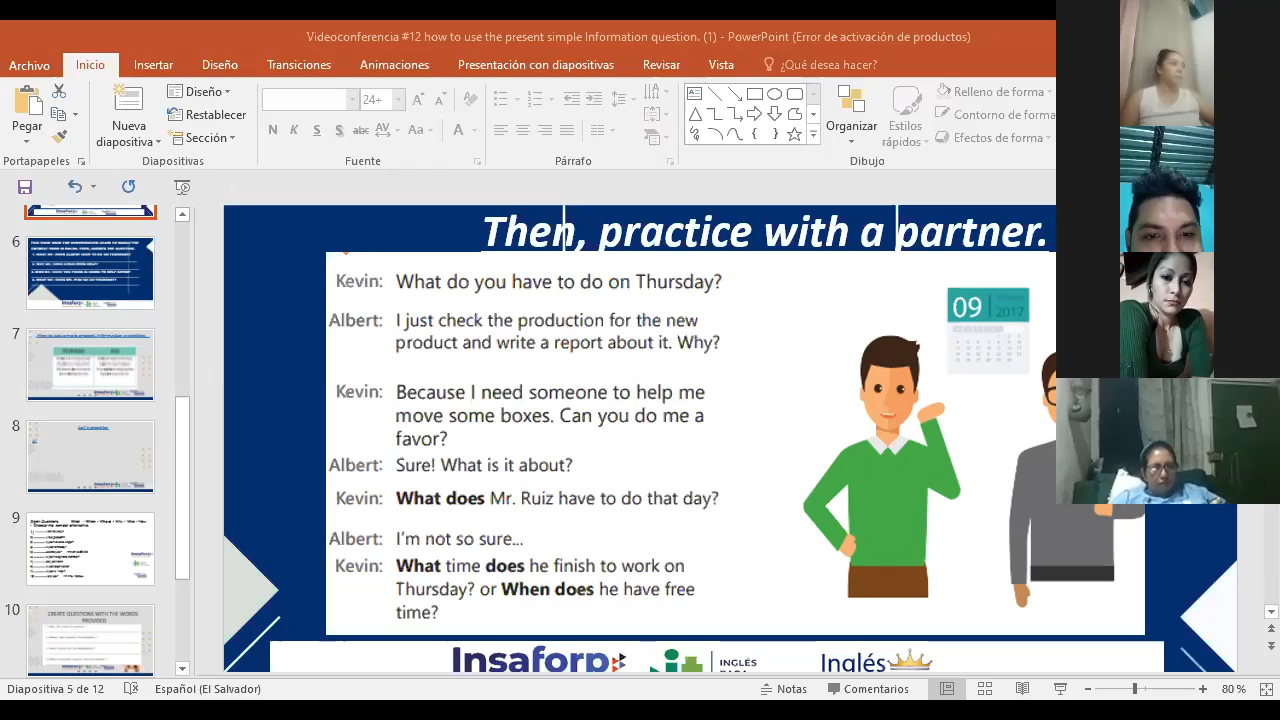 Videoconferencia #12 how to use the present simple Information question. (1) - PowerPoint (Error de activación de productos)
Archivo Inicio Insertar Diseño Transiciones Animaciones Presentación con diapositivas Revisar Vista ¿Qué desea hacer?
Pegar
Nueva diapositiva
Diseño
Restablecer
Sección
24+
N K S S abc AV Aa A
Organizar
Estilos rápidos
Relleno de forma
Contorno de forma
Efectos de forma
Portapapeles Diapositivas Fuente Párrafo Dibujo
6
7
8
9
10
CREATE QUESTIONS WITH THE WORDS PROVIDED
Then, practice with a partner.
Kevin: What do you have to do on Thursday?
Albert: I just check the production for the new
product and write a report about it. Why?
Kevin: Because I need someone to help me
move some boxes. Can you do me a
favor?
Albert: Sure! What is it about?
Kevin: What does Mr. Ruiz have to do that day?
Albert: I'm not so sure...
Kevin: What time does he finish to work on
Thursday? or When does he have free
time?
09
2017
Insaforp
INGLÉS
Inglés
Diapositiva 5 de 12 Español (El Salvador) Notas Comentarios 80 %